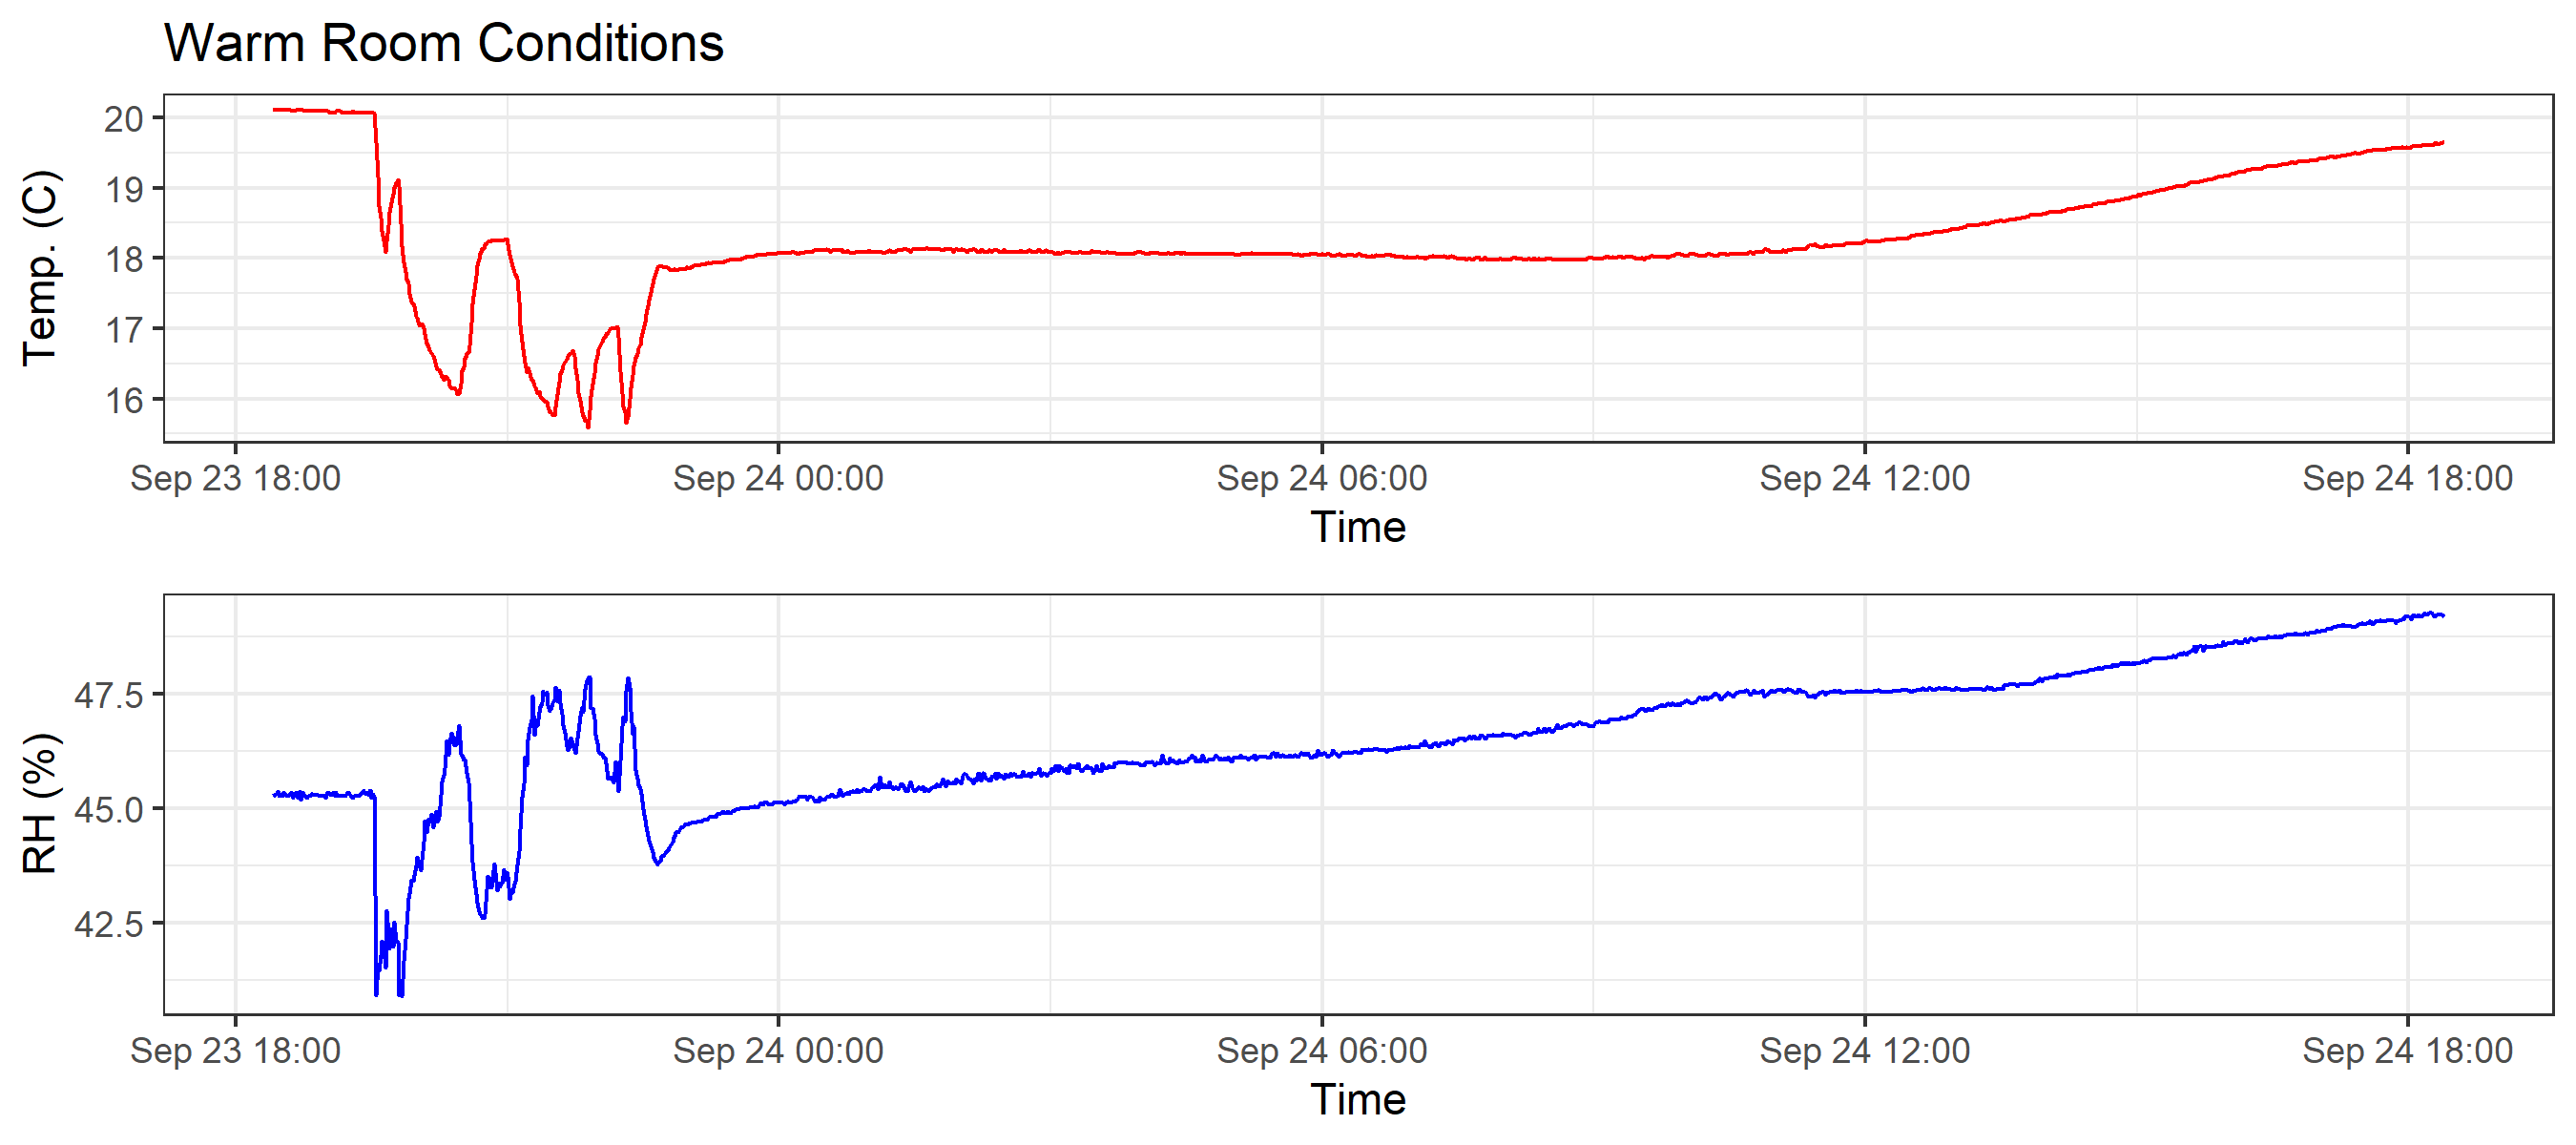 Warm Room Conditions
Temp. (C)
20
19
18
17
16
Sep 23 18:00 Sep 24 00:00 Sep 24 06:00 Sep 24 12:00 Sep 24 18:00
Time
RH (%)
47.5
45.0
42.5
Sep 23 18:00 Sep 24 00:00 Sep 24 06:00 Sep 24 12:00 Sep 24 18:00
Time